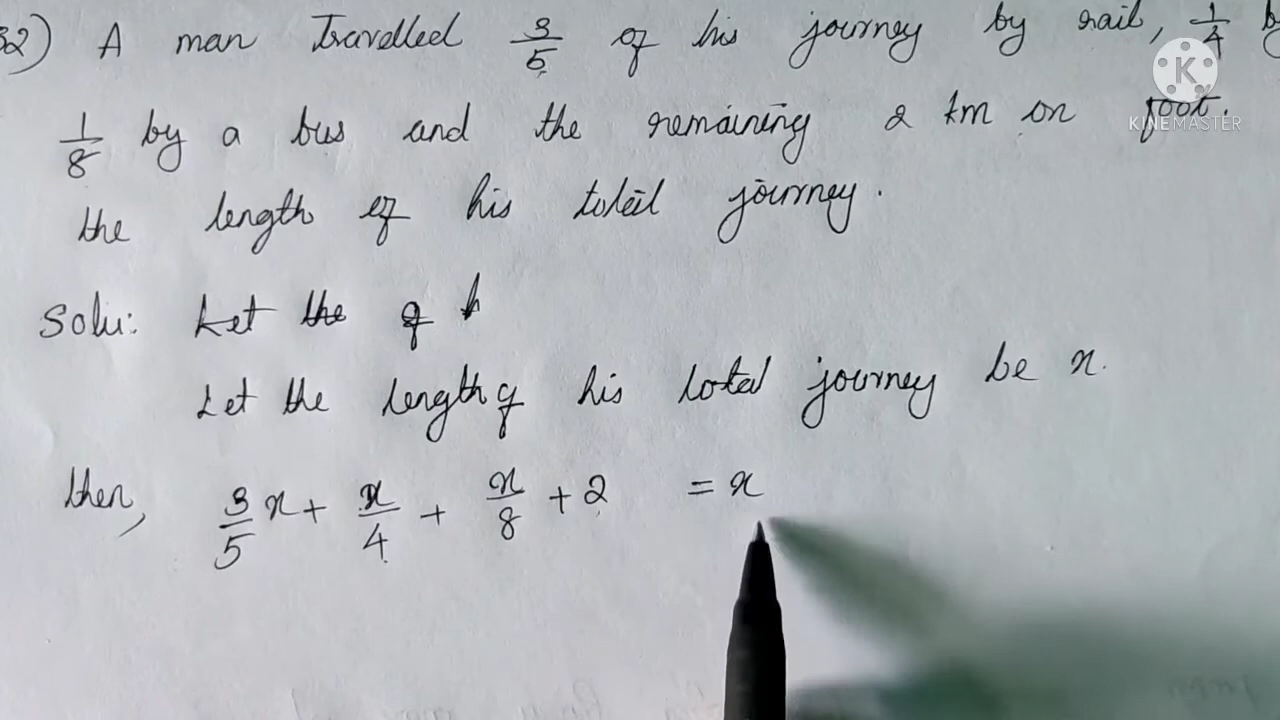 32) A man Travelled 3/5 of his journey by rail, 1/4 by
K
KINEMASTER
1/8 by a bus and the remaining 2 km on foot.
the length of his total journey.
Solu: Let the of h
Let the length of his total journey be x.
then, 3/5 x + x/4 + x/8 + 2 = x